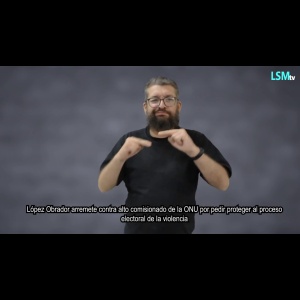 LSMtv
López Obrador arremete contra alto comisionado de la ONU por pedir proteger al proceso
electoral de la violencia